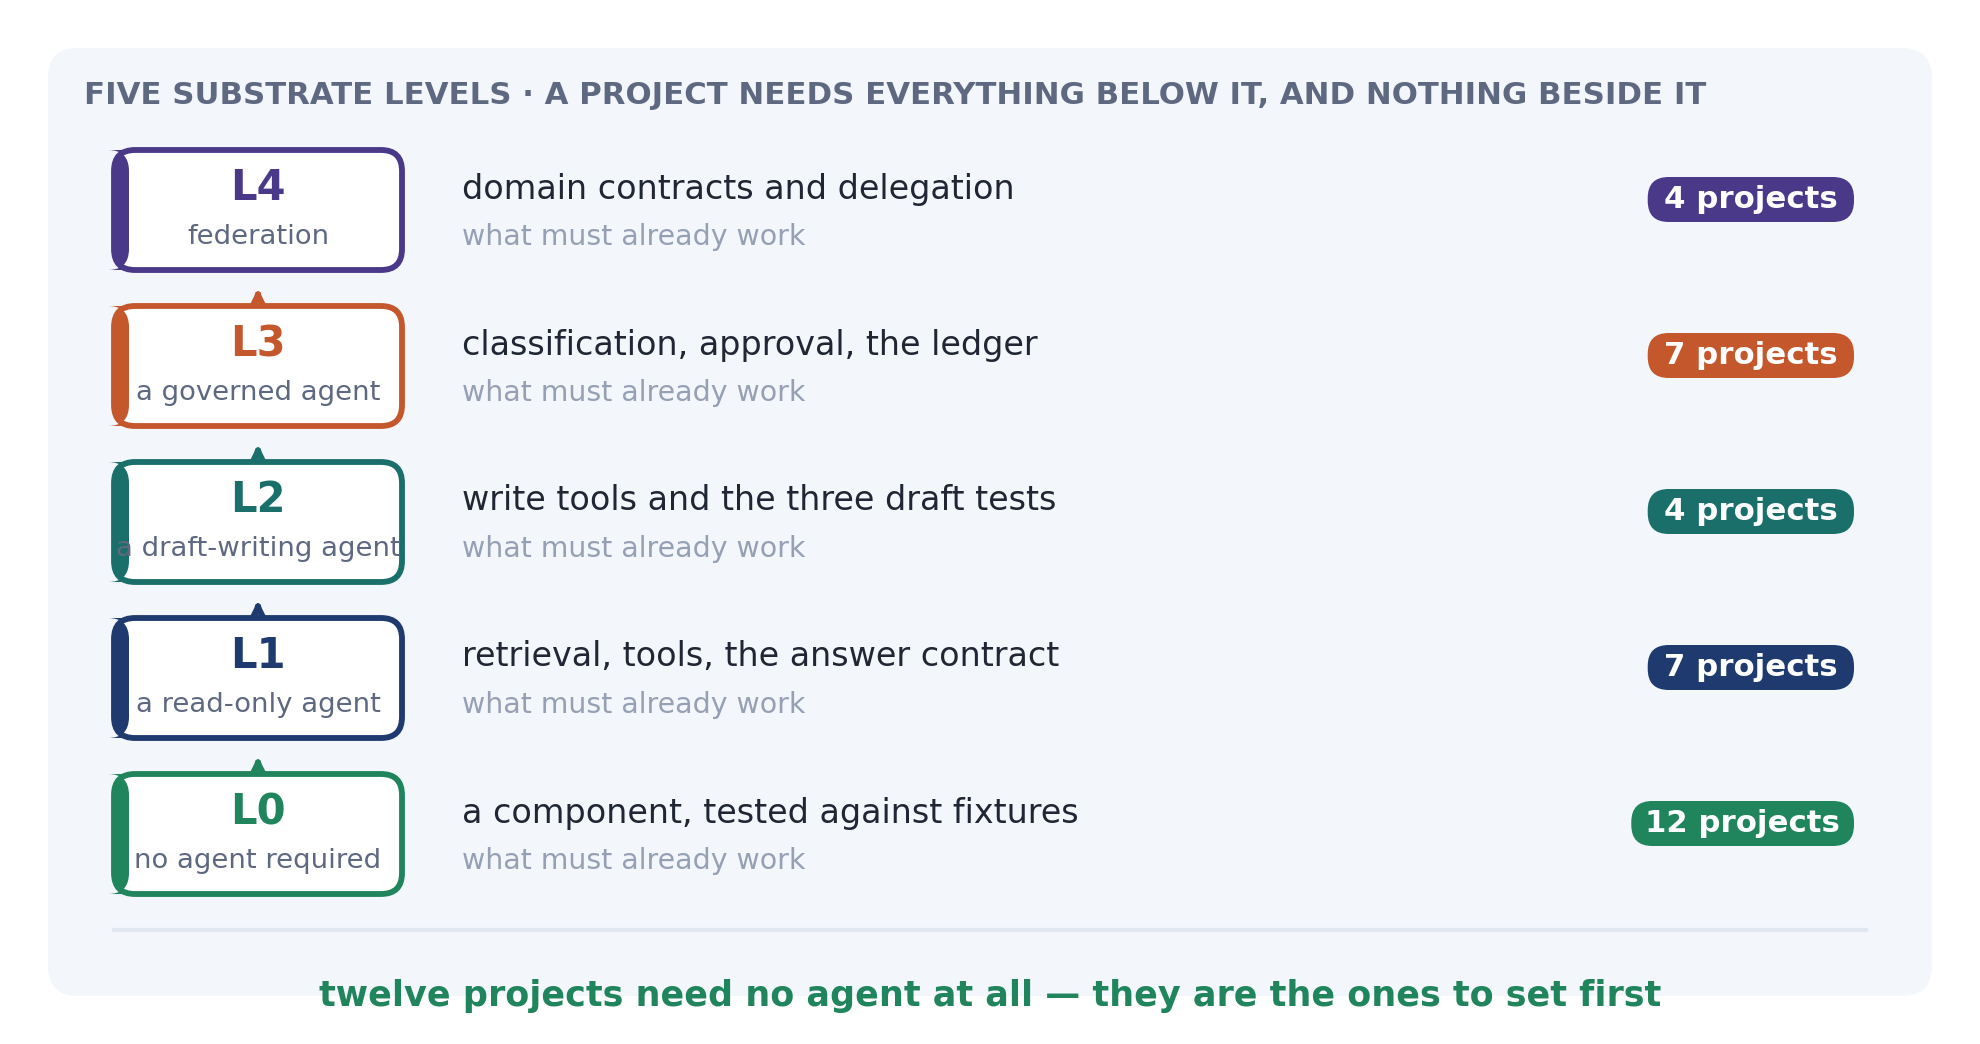 FIVE SUBSTRATE LEVELS · A PROJECT NEEDS EVERYTHING BELOW IT, AND NOTHING BESIDE IT
L4
federation
domain contracts and delegation
what must already work
4 projects
L3
a governed agent
classification, approval, the ledger
what must already work
7 projects
L2
a draft-writing agent
write tools and the three draft tests
what must already work
4 projects
L1
a read-only agent
retrieval, tools, the answer contract
what must already work
7 projects
L0
no agent required
a component, tested against fixtures
what must already work
12 projects
twelve projects need no agent at all — they are the ones to set first